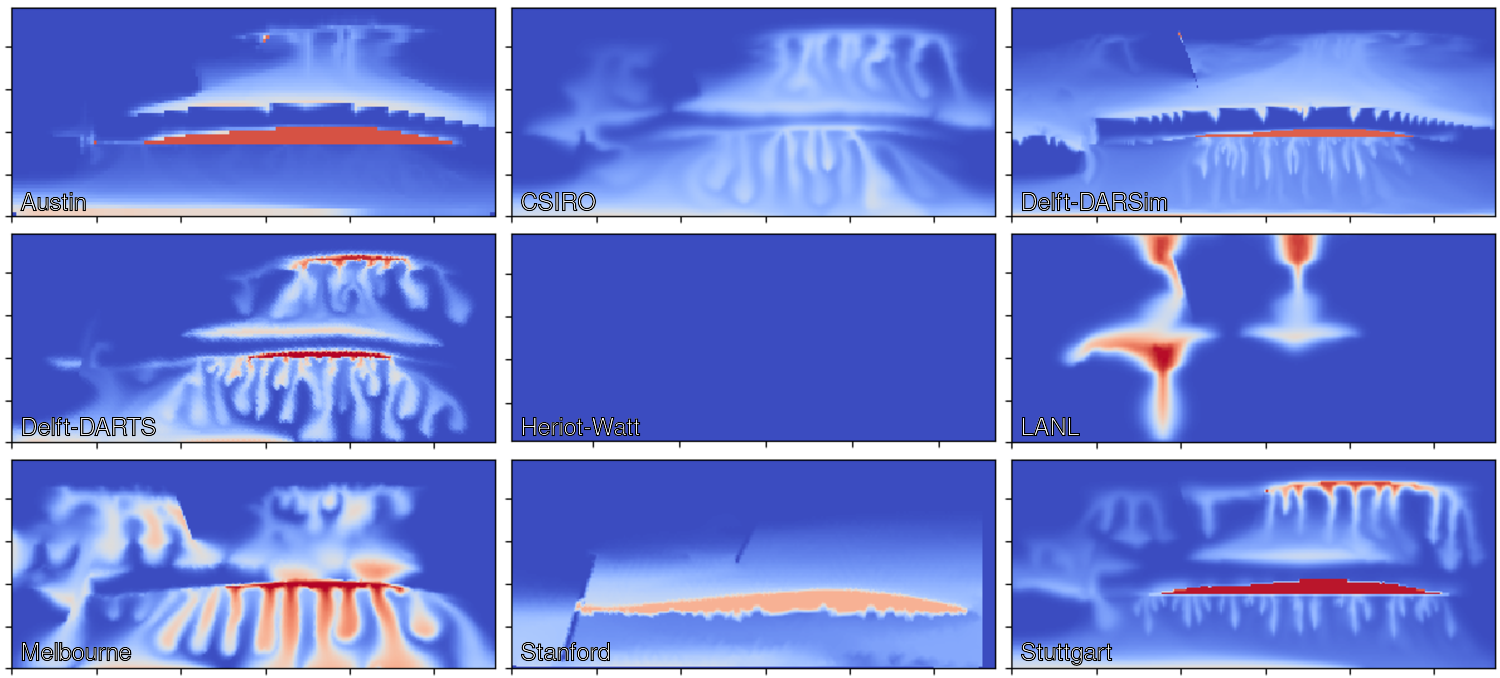 Austin
CSIRO
Delft-DARSim
Delft-DARTS
Heriot-Watt
LANL
Melbourne
Stanford
Stuttgart